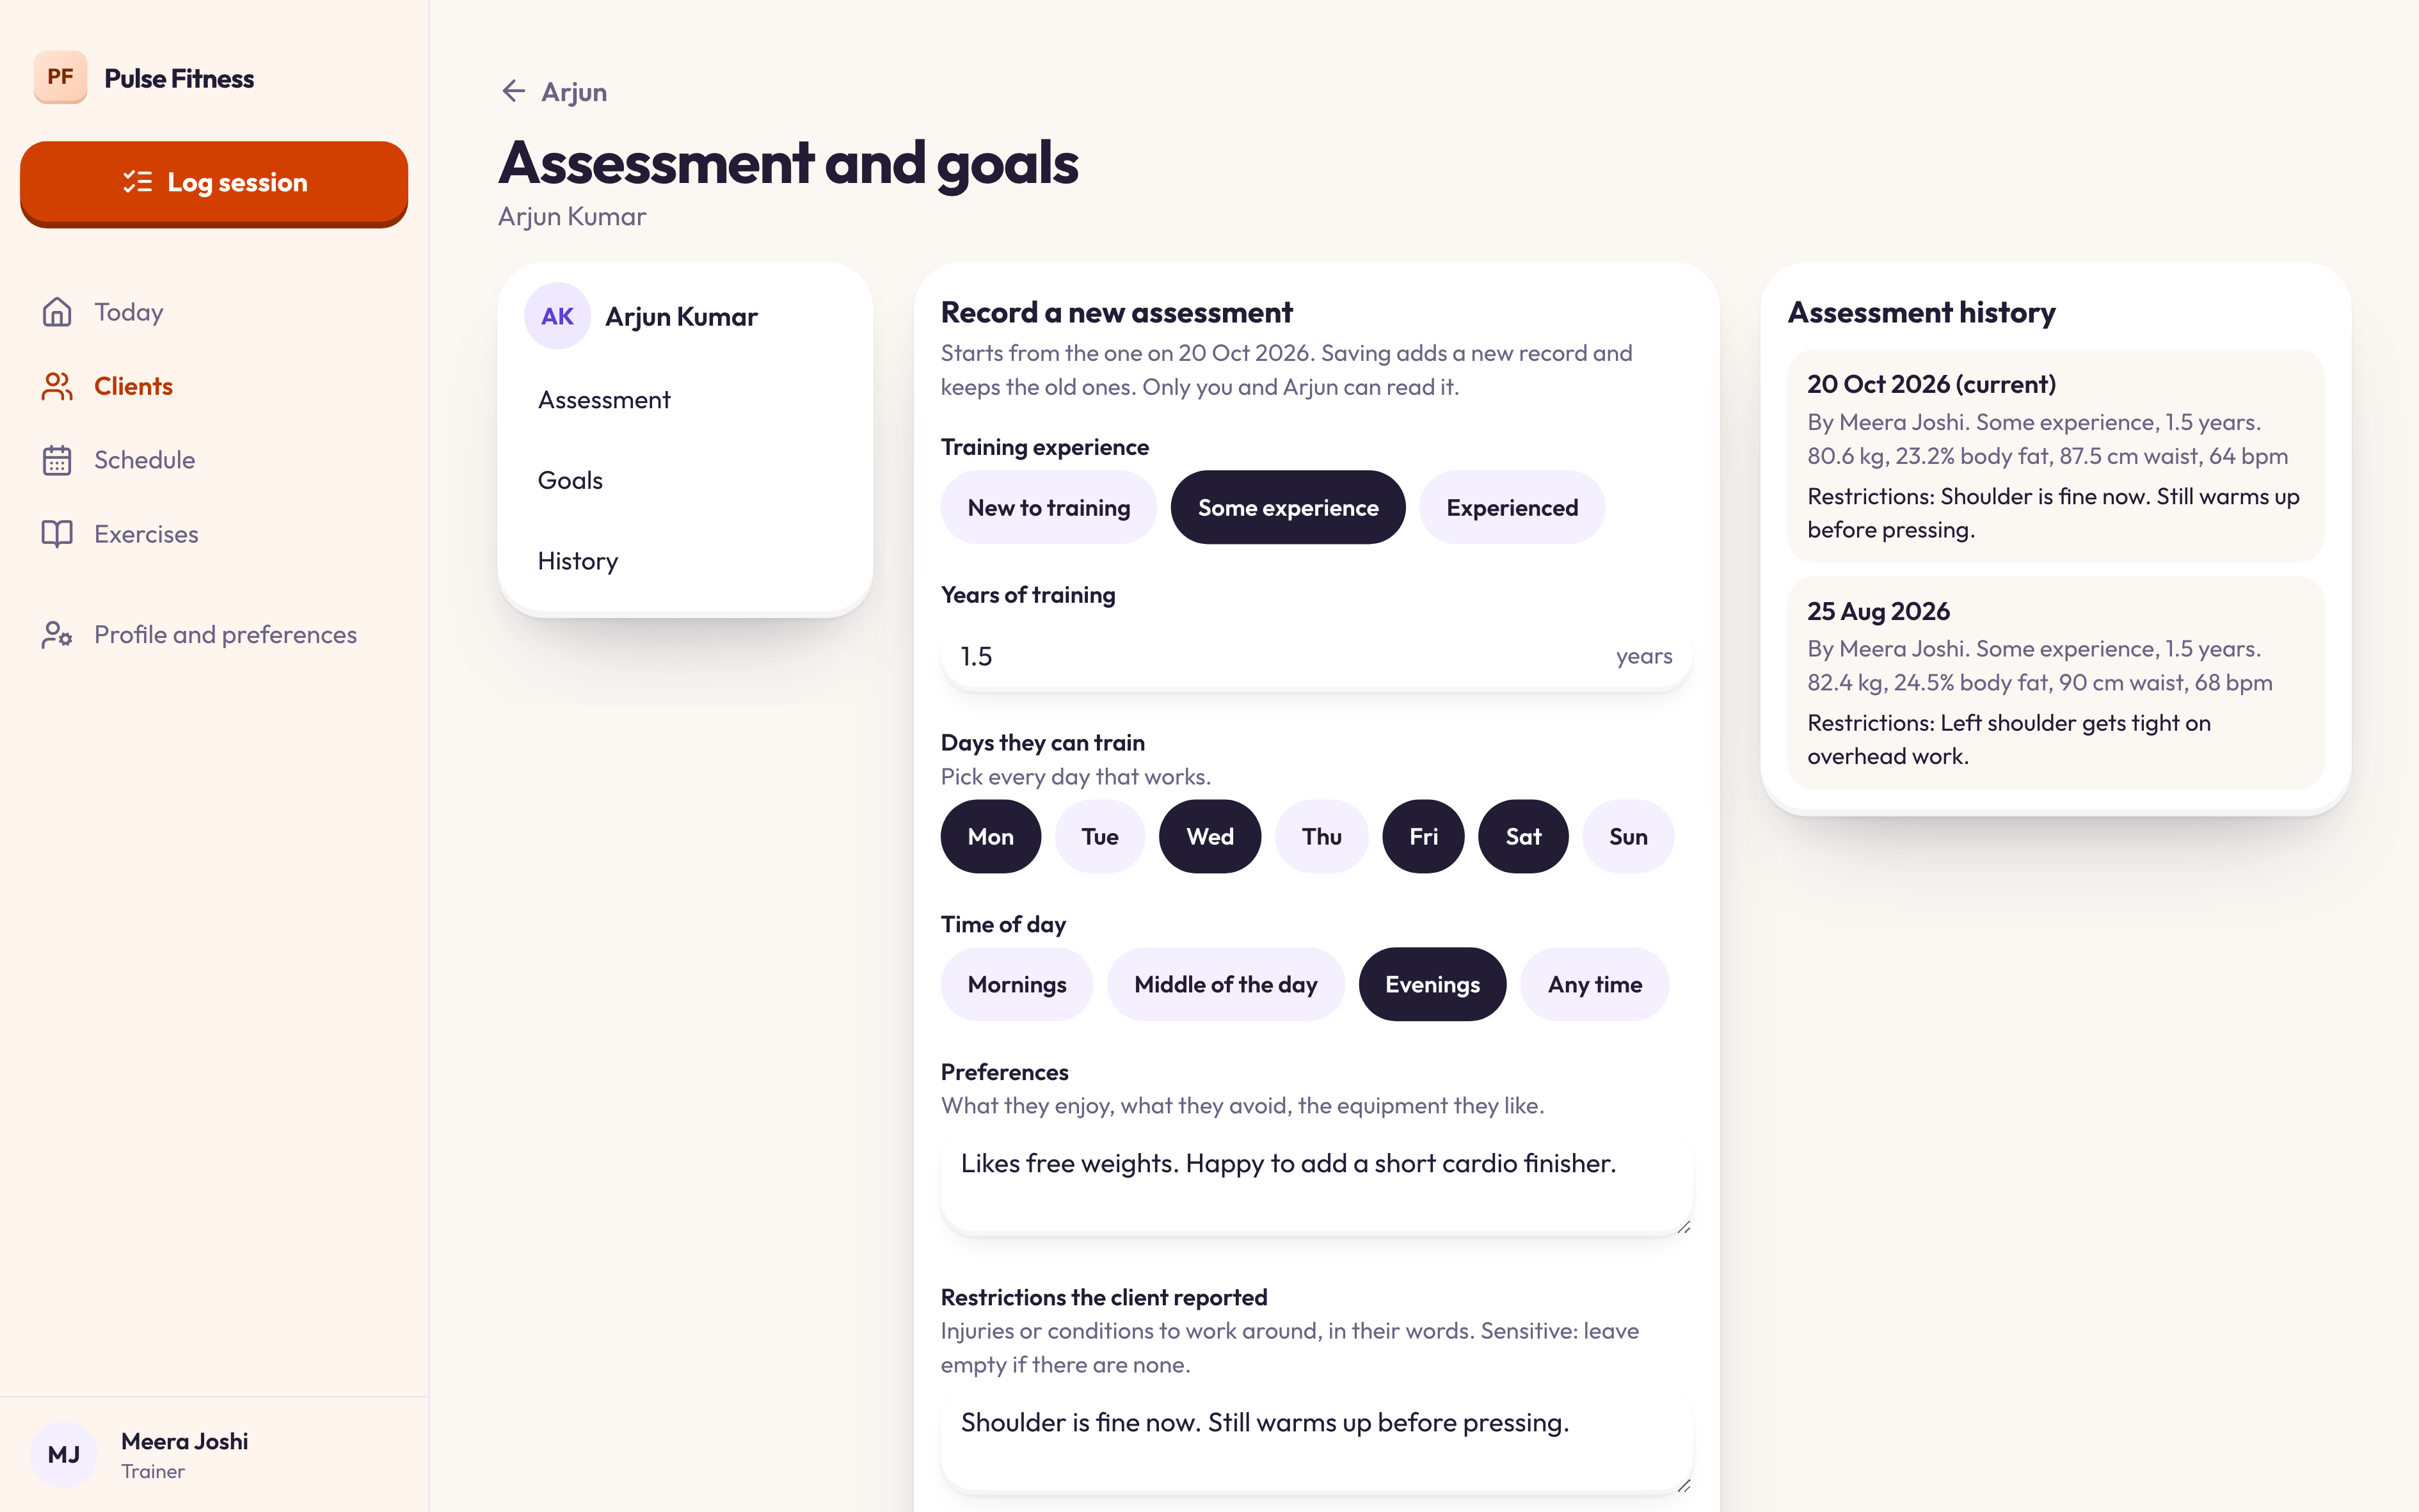 PF
Pulse Fitness
Log session
Today
Clients
Schedule
Exercises
Profile and preferences
MJ
Meera Joshi
Trainer
Arjun
Assessment and goals
Arjun Kumar
AK
Arjun Kumar
Assessment
Goals
History
Record a new assessment
Starts from the one on 20 Oct 2026. Saving adds a new record and
keeps the old ones. Only you and Arjun can read it.
Training experience
New to training
Some experience
Experienced
Years of training
1.5
years
Days they can train
Pick every day that works.
Mon
Tue
Wed
Thu
Fri
Sat
Sun
Time of day
Mornings
Middle of the day
Evenings
Any time
Preferences
What they enjoy, what they avoid, the equipment they like.
Likes free weights. Happy to add a short cardio finisher.
Restrictions the client reported
Injuries or conditions to work around, in their words. Sensitive: leave
empty if there are none.
Shoulder is fine now. Still warms up before pressing.
Assessment history
20 Oct 2026 (current)
By Meera Joshi. Some experience, 1.5 years.
80.6 kg, 23.2% body fat, 87.5 cm waist, 64 bpm
Restrictions: Shoulder is fine now. Still warms up
before pressing.
25 Aug 2026
By Meera Joshi. Some experience, 1.5 years.
82.4 kg, 24.5% body fat, 90 cm waist, 68 bpm
Restrictions: Left shoulder gets tight on
overhead work.